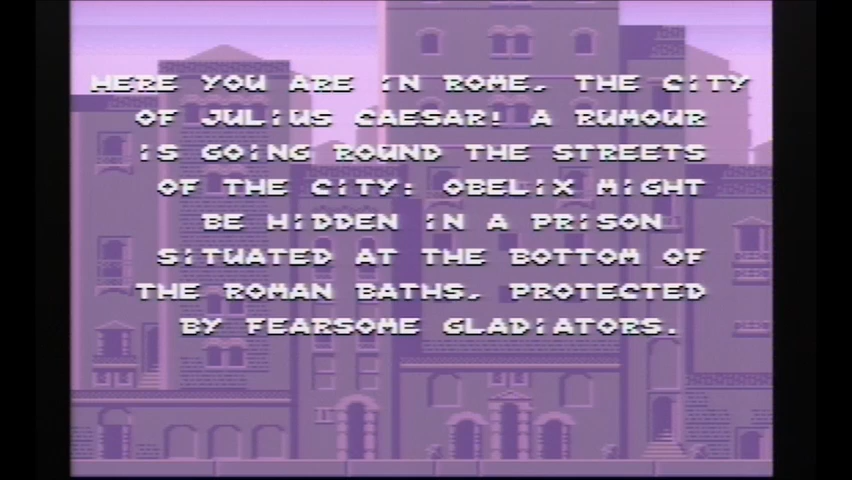 HERE YOU ARE IN ROME, THE CITY
OF JULIUS CAESAR! A RUMOUR
IS GOING ROUND THE STREETS
OF THE CITY: OBELIX MIGHT
BE HIDDEN IN A PRISON
SITUATED AT THE BOTTOM OF
THE ROMAN BATHS, PROTECTED
BY FEARSOME GLADIATORS.